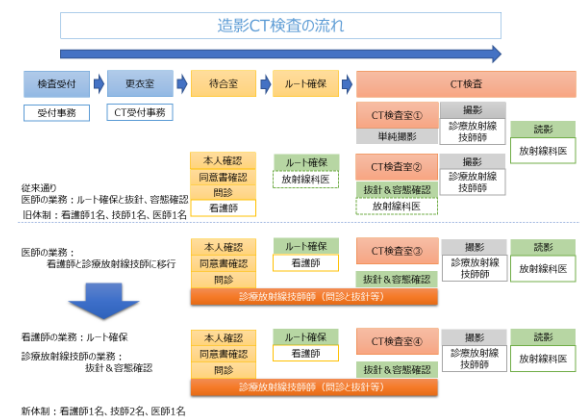 造影CT検査の流れ
検査受付
更衣室
待合室
ルート確保
CT検査
受付事務
CT受付事務
CT検査室①
単純撮影
撮影
診療放射線
技師師
読影
放射線科医
本人確認
同意書確認
問診
看護師
ルート確保
放射線科医
CT検査室②
抜針&容態確認
放射線科医
撮影
診療放射線
技師師
従来通り
医師の業務：ルート確保と抜針、容態確認
旧体制：看護師1名、技師1名、医師1名
医師の業務：
看護師と診療放射線技師に移行
本人確認
同意書確認
問診
ルート確保
看護師
CT検査室③
抜針&容態確認
撮影
診療放射線
技師師
読影
放射線科医
診療放射線技師師（問診と抜針等）
看護師の業務：ルート確保
診療放射線技師の業務：
抜針&容態確認
本人確認
同意書確認
問診
ルート確保
看護師
CT検査室④
抜針&容態確認
撮影
診療放射線
技師師
読影
放射線科医
診療放射線技師師（問診と抜針等）
新体制：看護師1名、技師2名、医師1名